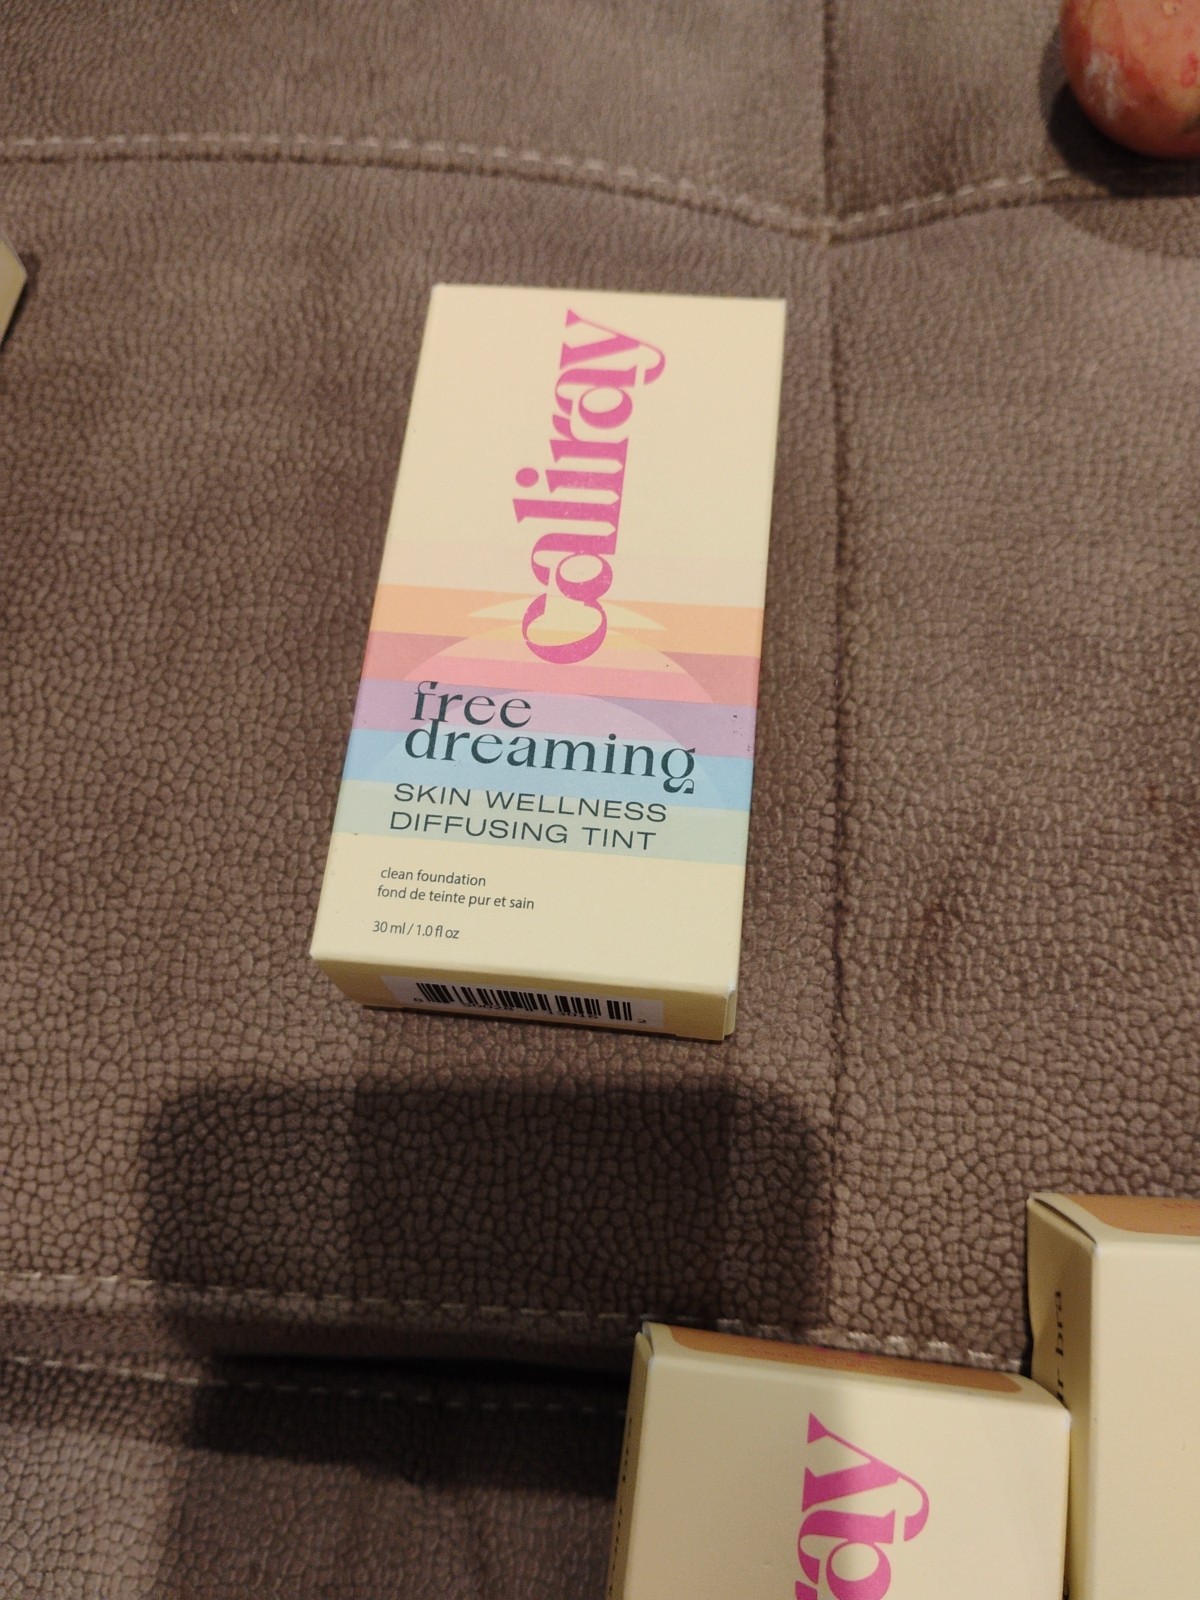 caliray
free
dreaming
SKIN WELLNESS
DIFFUSING TINT
clean foundation
fond de teinte pur et sain
30 ml / 1.0 fl oz
ray